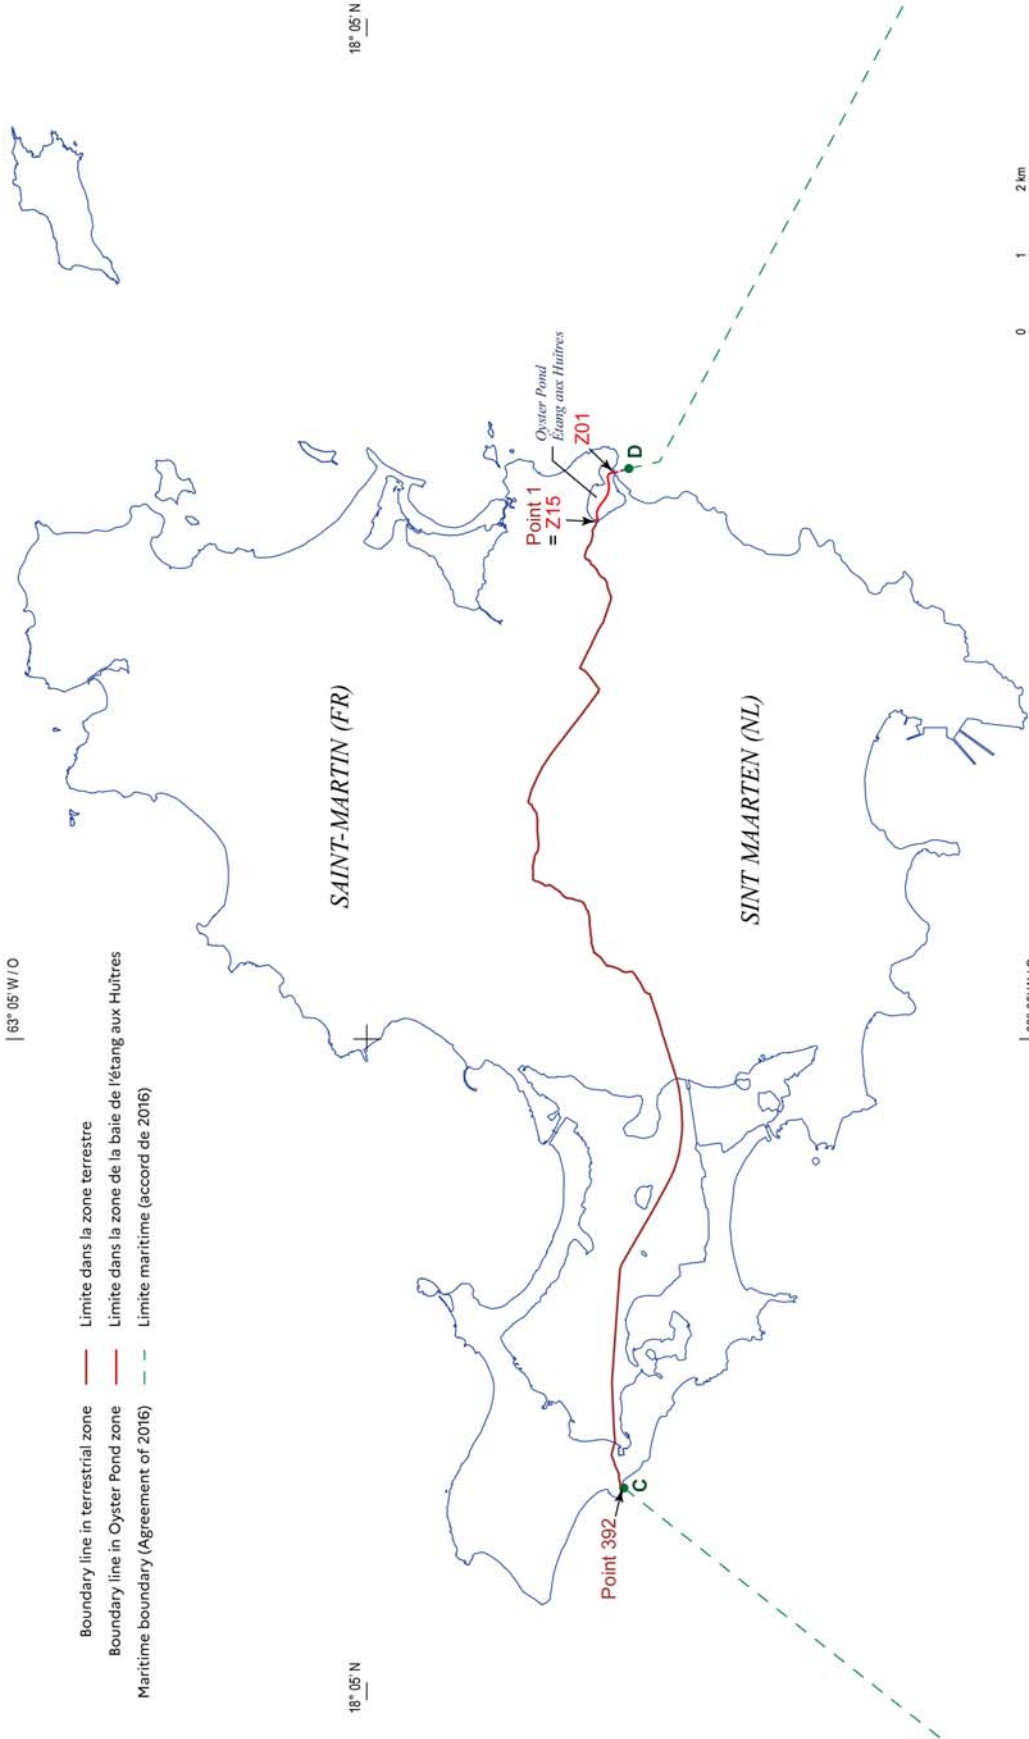 63° 05' W / O
18° 05' N
18° 05' N
Boundary line in terrestrial zone Limite dans la zone terrestre
Boundary line in Oyster Pond zone Limite dans la zone de la baie de l'étang aux Huîtres
Maritime boundary (Agreement of 2016) Limite maritime (accord de 2016)
SAINT-MARTIN (FR)
Oyster Pond
Étang aux Huîtres
Point 1
= Z15
Z01
D
Point 392
C
SINT MAARTEN (NL)
0 1 2 km